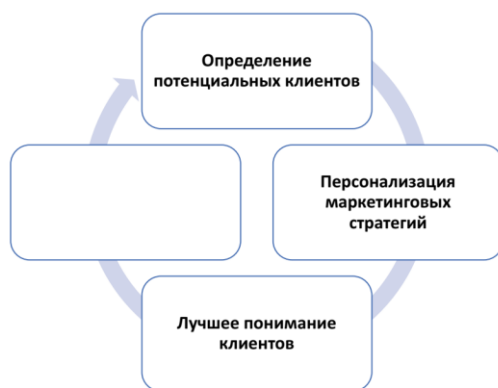 Определение
потенциальных клиентов
Персонализация
маркетинговых
стратегий
Лучшее понимание
клиентов